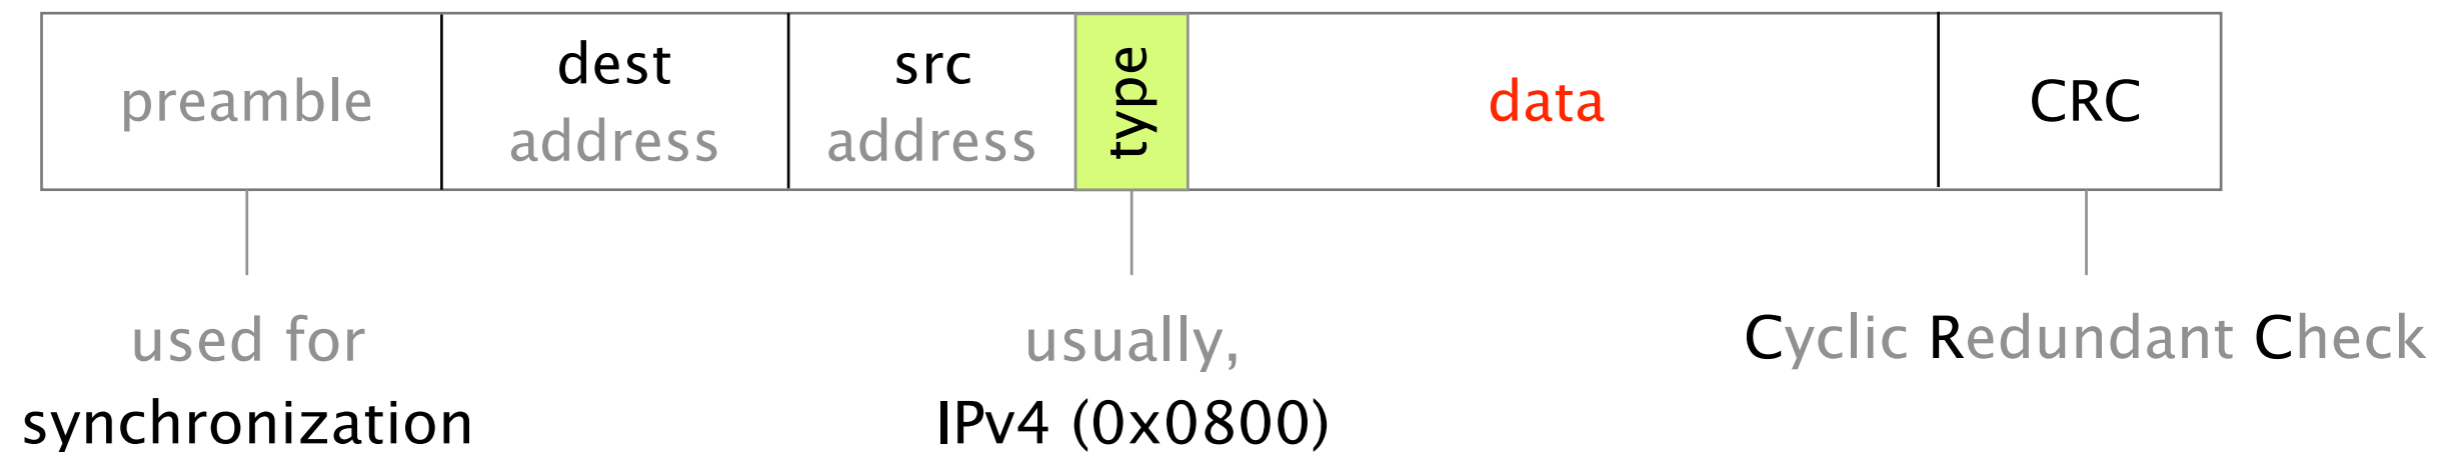 preamble
dest
address
src
address
type
data
CRC
used for
synchronization
usually,
IPv4 (0x0800)
Cyclic Redundant Check